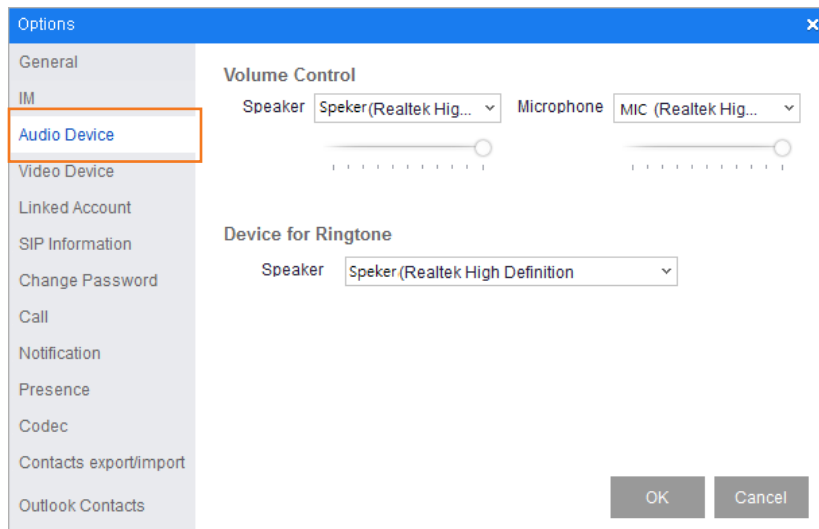 Options
General
IM
Audio Device
Video Device
Linked Account
SIP Information
Change Password
Call
Notification
Presence
Codec
Contacts export/import
Outlook Contacts
Volume Control
Speaker Speker(Realtek Hig... Microphone MIC (Realtek Hig...
Device for Ringtone
Speaker Speker(Realtek High Definition
OK Cancel